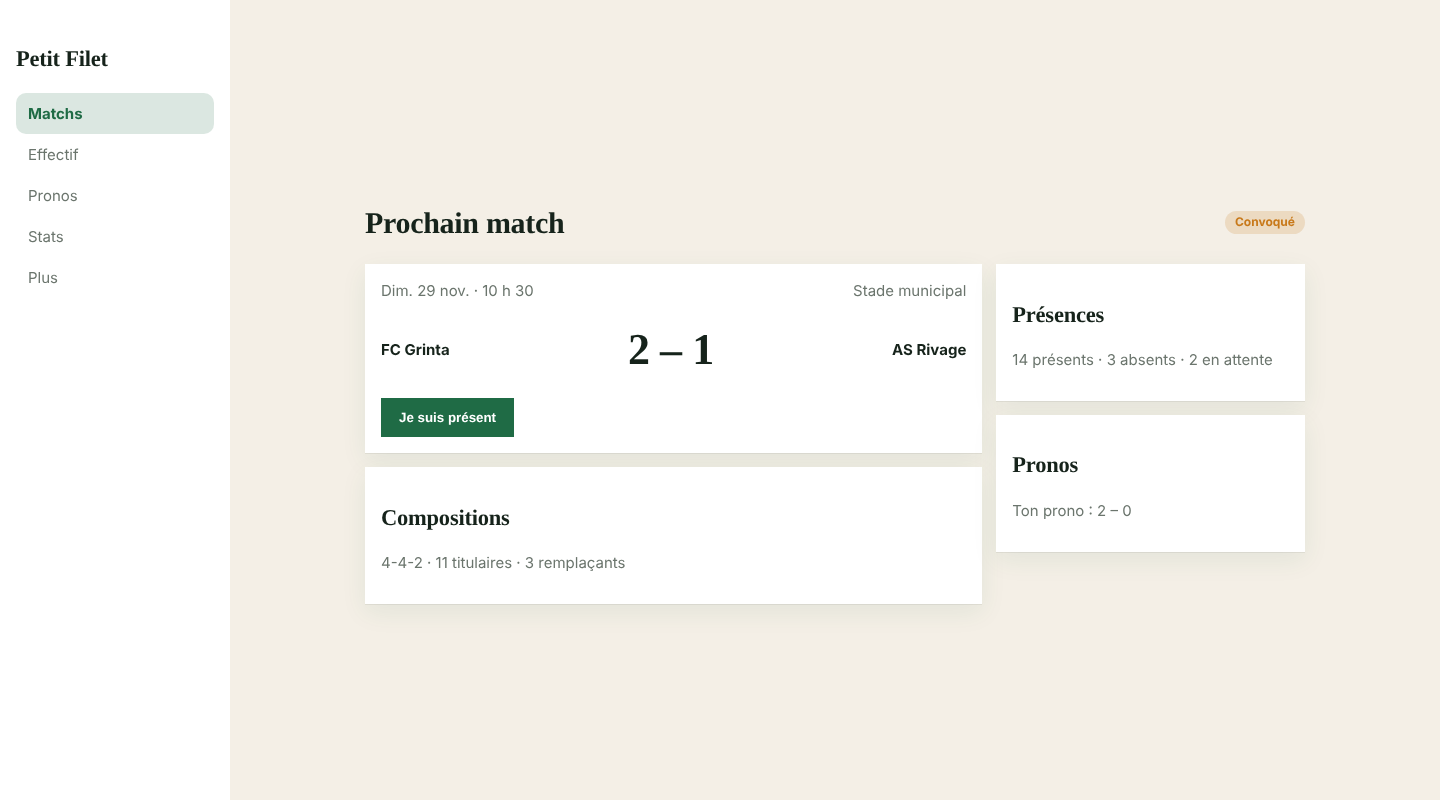 Petit Filet
Matchs
Effectif
Pronos
Stats
Plus
Prochain match
Convoqué
Dim. 29 nov. · 10 h 30
Stade municipal
FC Grinta
2 – 1
AS Rivage
Je suis présent
Compositions
4-4-2 · 11 titulaires · 3 remplaçants
Présences
14 présents · 3 absents · 2 en attente
Pronos
Ton prono : 2 – 0